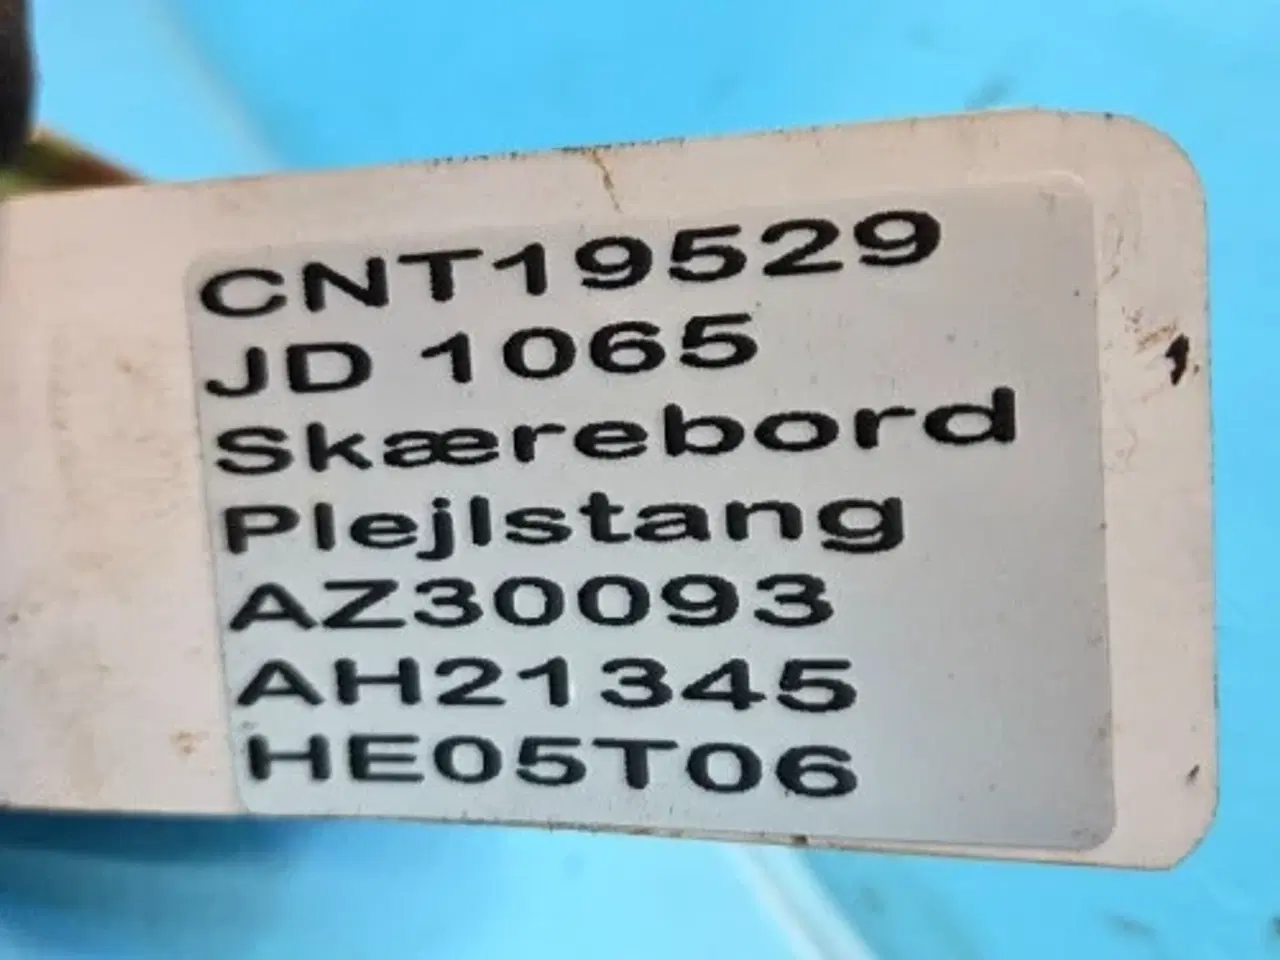 CNT19529
JD 1065
Skærebord
Plejlstang
AZ30093
AH21345
HE05T06